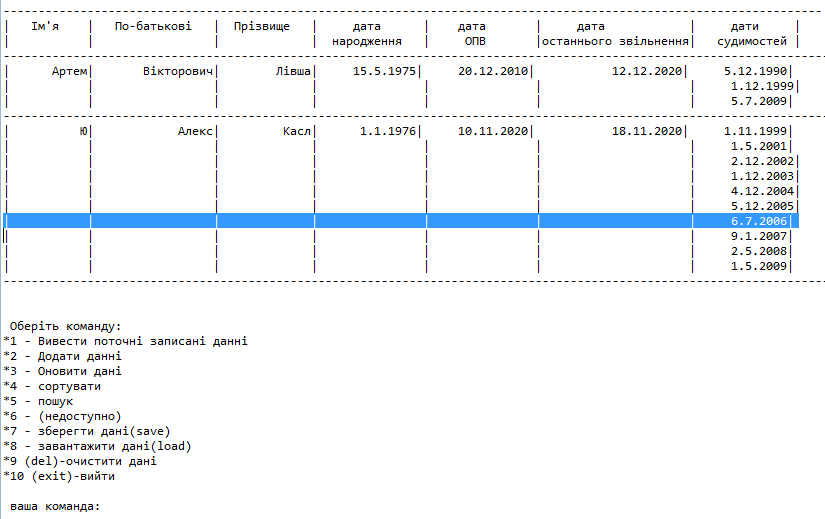 --------------------------------------------------------------------------------------------------------------------
|   Ім'я    |   По-батькові   |  Прізвище   |     дата      |    дата       |     дата             |     дати     |
|           |                 |             |  народження   |     ОПВ       |останнього звільнення|   судимостей |
--------------------------------------------------------------------------------------------------------------------
|      Артем|       Вікторович|        Лівша|     15.5.1975|     20.12.2010|            12.12.2020|    5.12.1990|
|           |                 |             |               |               |                      |     1.12.1999|
|           |                 |             |               |               |                      |     5.7.2009|
--------------------------------------------------------------------------------------------------------------------
|          Ю|            Алекс|         Касл|      1.1.1976|     10.11.2020|            18.11.2020|    1.11.1999|
|           |                 |             |               |               |                      |     1.5.2001|
|           |                 |             |               |               |                      |     2.12.2002|
|           |                 |             |               |               |                      |     1.12.2003|
|           |                 |             |               |               |                      |     4.12.2004|
|           |                 |             |               |               |                      |     5.12.2005|
|           |                 |             |               |               |                      |     6.7.2006|
|           |                 |             |               |               |                      |     9.1.2007|
|           |                 |             |               |               |                      |     2.5.2008|
|           |                 |             |               |               |                      |     1.5.2009|
--------------------------------------------------------------------------------------------------------------------
Оберіть команду:
*1 - Вивести поточні записані данні
*2 - Додати данні
*3 - Оновити дані
*4 - сортувати
*5 - пошук
*6 - (недоступно)
*7 - зберегти дані(save)
*8 - завантажити дані(load)
*9 (del)-очистити дані
*10 (exit)-вийти
ваша команда: